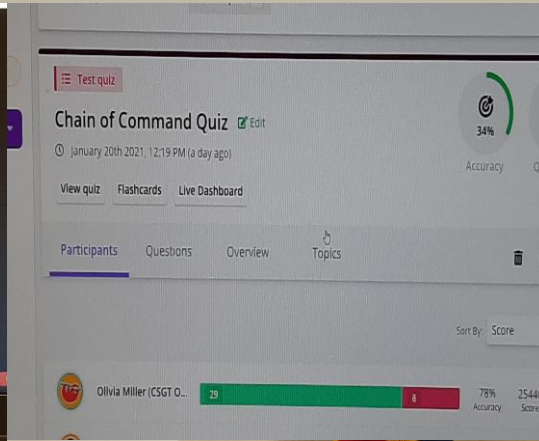 Test quiz
Chain of Command Quiz Edit
January 20th 2021, 12:19 PM (a day ago)
34%
Accuracy
View quiz Flashcards Live Dashboard
Participants Questions Overview Topics
Sort By: Score
Olivia Miller (CSGT O... 29 8 78% 2544
Accuracy Score